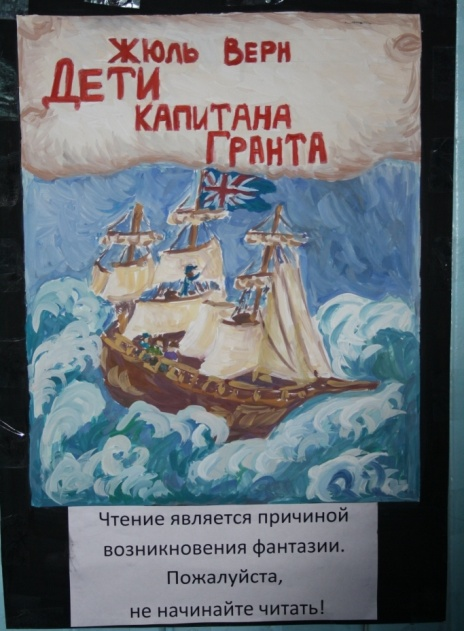 Жюль Верн
Дети
капитана
Гранта
Чтение является причиной
возникновения фантазии.
Пожалуйста,
не начинайте читать!